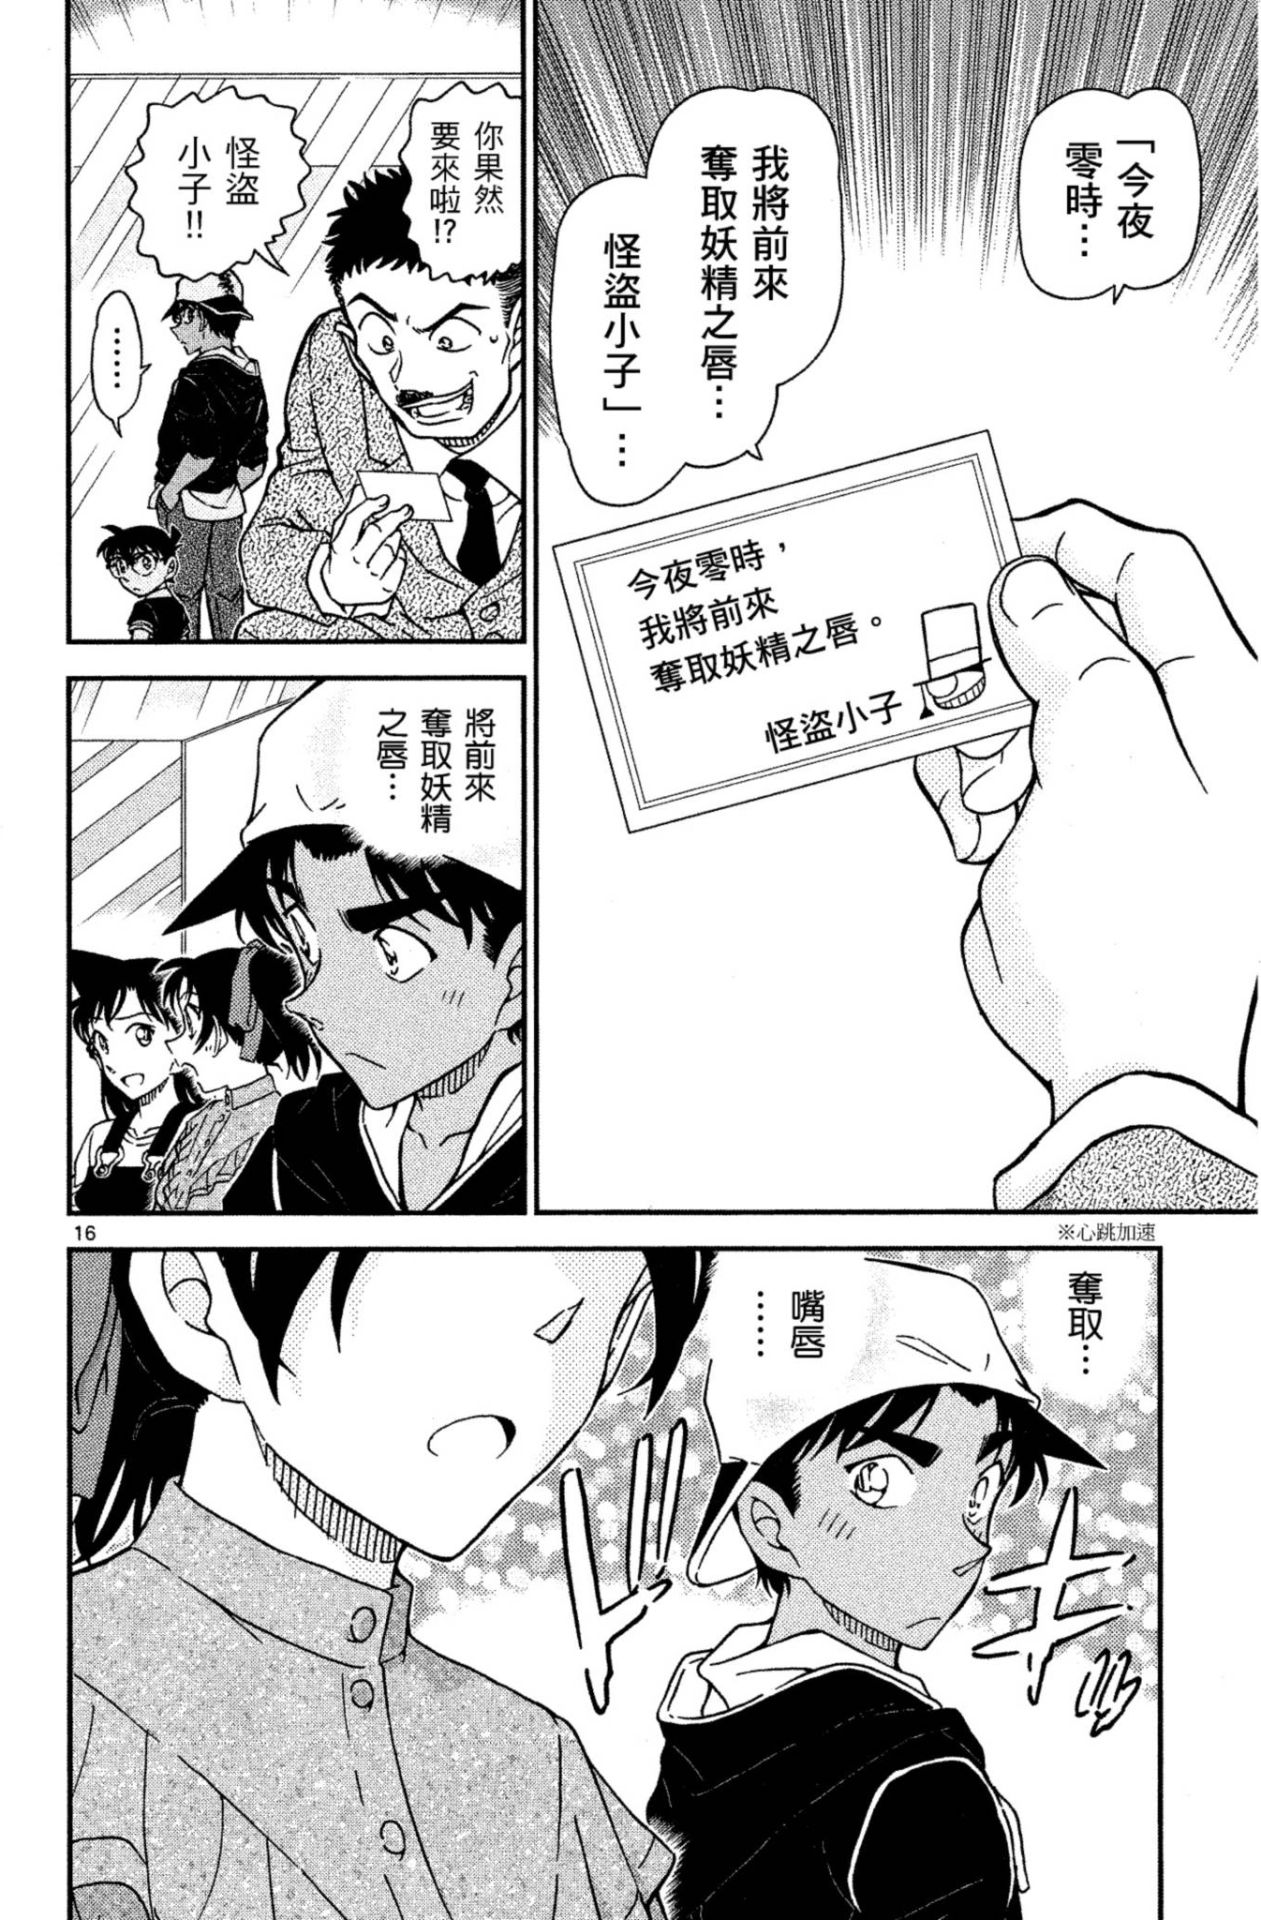 「今夜
零時…
我將前來
奪取妖精之唇…
怪盜小子」…
今夜零時，
我將前來
奪取妖精之唇。
怪盜小子
你果然
要來啦!?
怪盜
小子!!
……
將前來
奪取妖精
之唇…
16
※心跳加速
奪取…
嘴唇
……
ドキッ